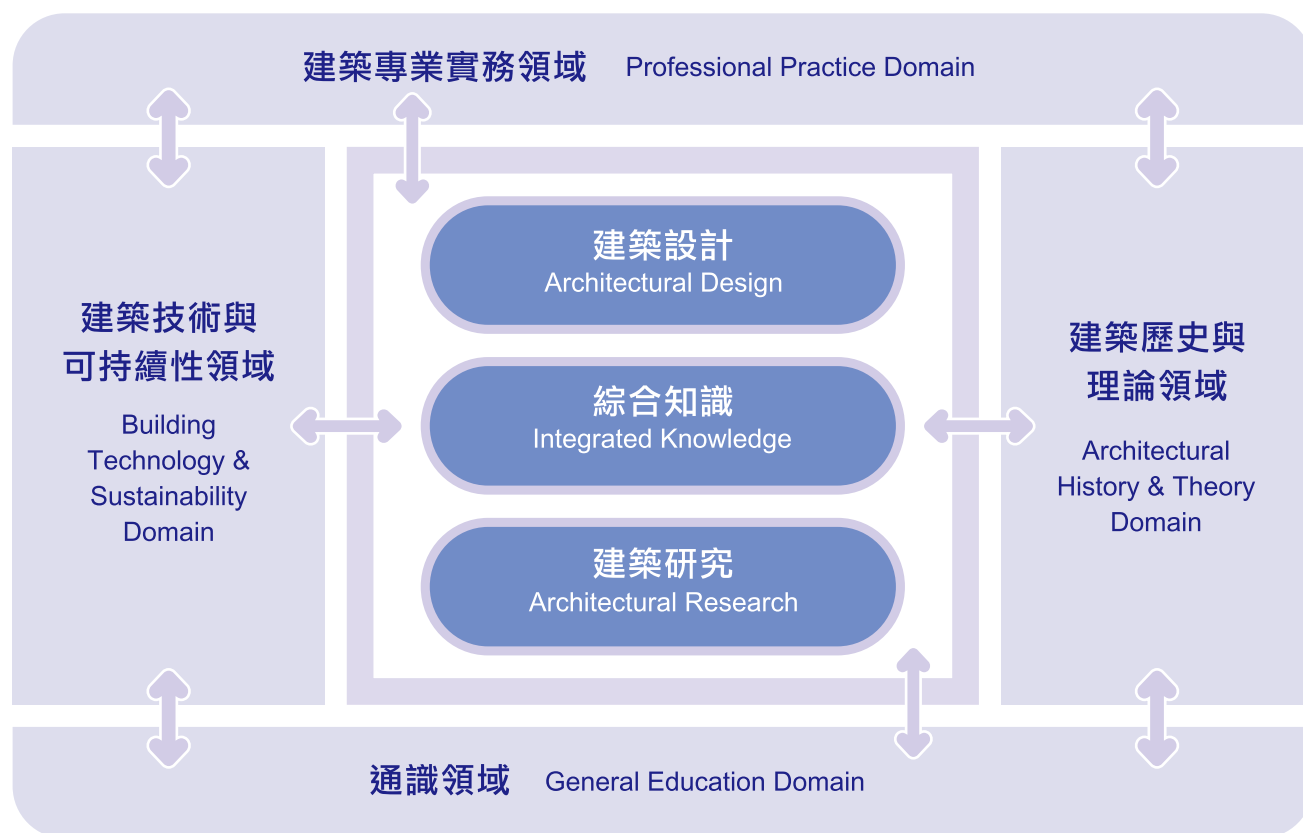 建築專業實務領域 Professional Practice Domain
建築技術與
可持續性領域
Building
Technology &
Sustainability
Domain
建築設計
Architectural Design
綜合知識
Integrated Knowledge
建築研究
Architectural Research
建築歷史與
理論領域
Architectural
History & Theory
Domain
通識領域 General Education Domain